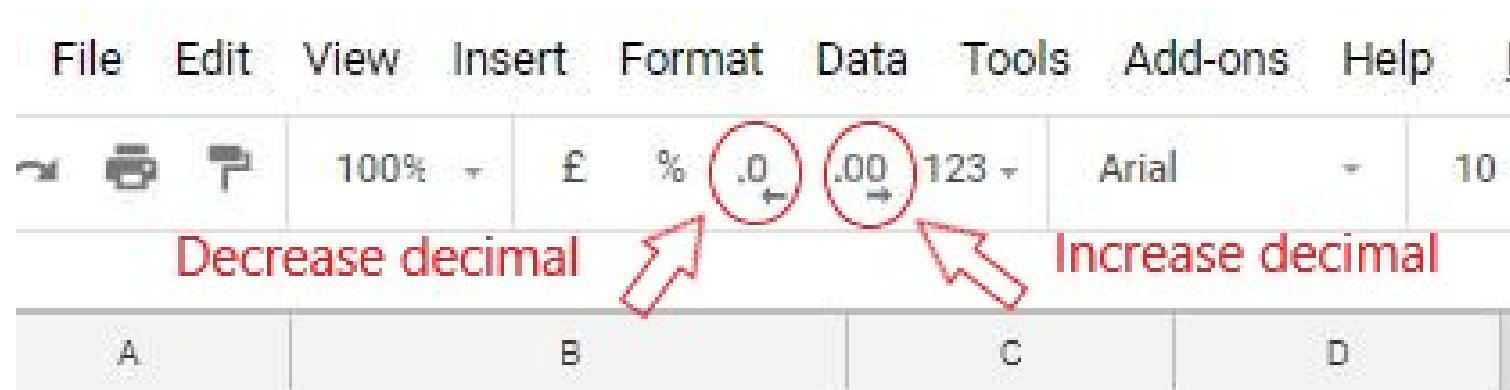 File Edit View Insert Format Data Tools Add-ons Help
100% £ % .0 .00 123 Arial 10
Decrease decimal Increase decimal
A B C D